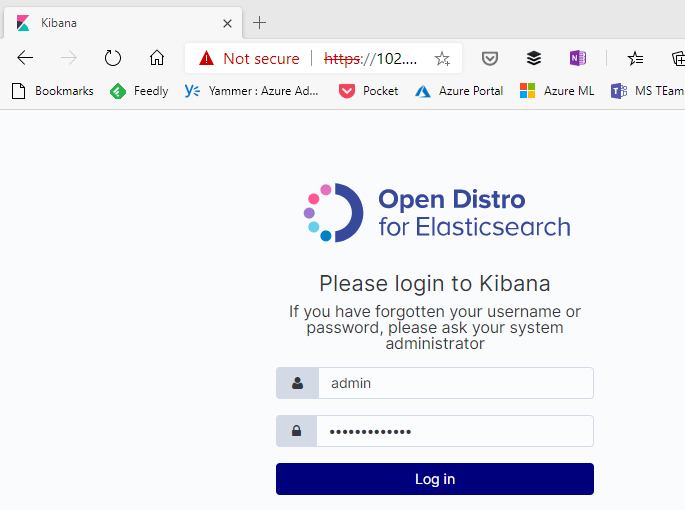 Kibana
Not secure https://102....
Bookmarks Feedly Yammer : Azure Ad... Pocket Azure Portal Azure ML MS TEam
Open Distro
for Elasticsearch
Please login to Kibana
If you have forgotten your username or
password, please ask your system
administrator
admin
•••••••••••••
Log in